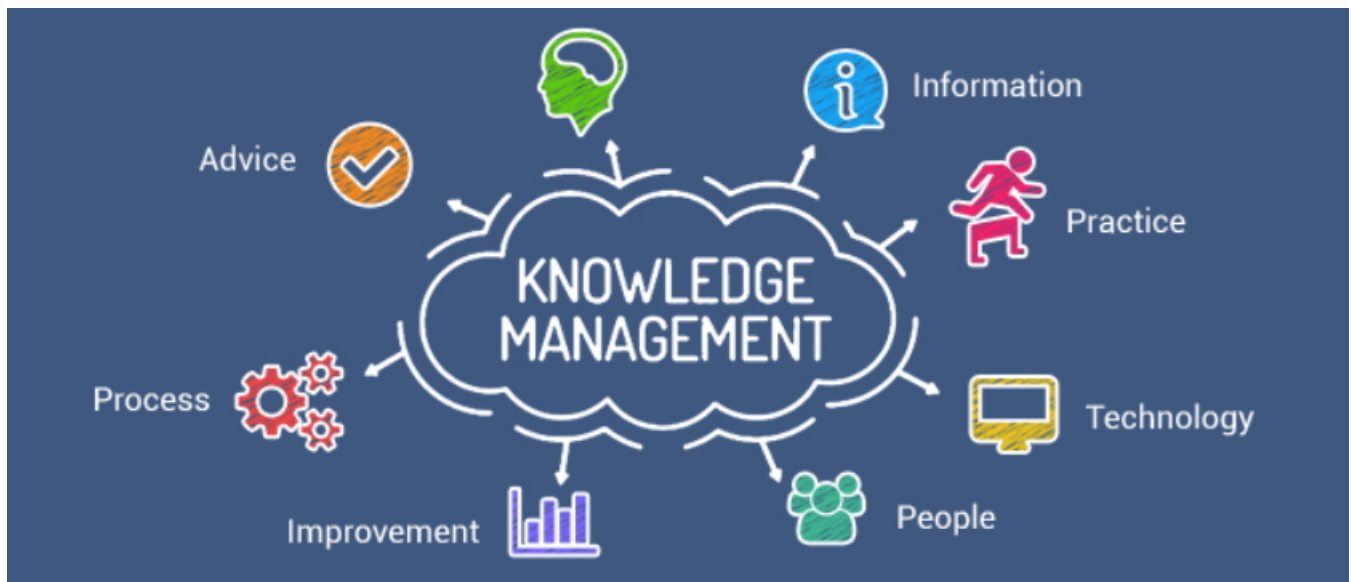 Information
Advice
Practice
KNOWLEDGE
MANAGEMENT
Process
Technology
People
Improvement